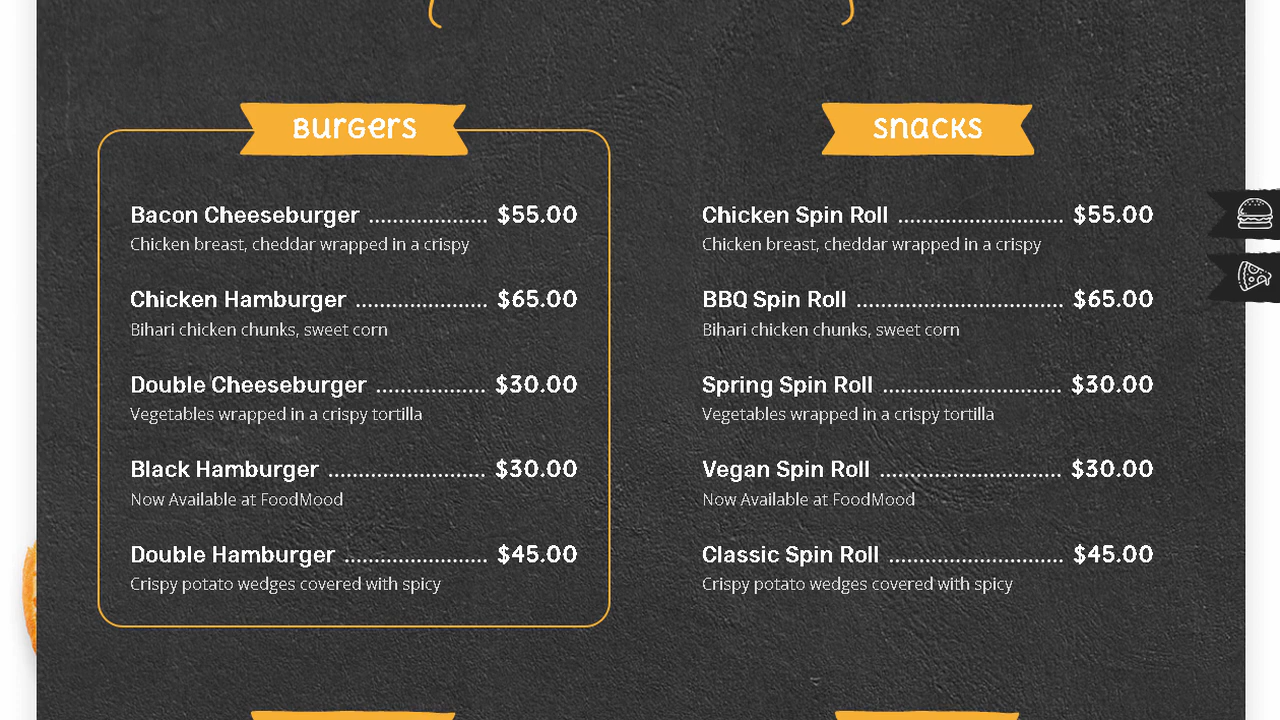 Burgers
Bacon Cheeseburger .................... $55.00
Chicken breast, cheddar wrapped in a crispy
Chicken Hamburger ...................... $65.00
Bihari chicken chunks, sweet corn
Double Cheeseburger ................... $30.00
Vegetables wrapped in a crispy tortilla
Black Hamburger ........................... $30.00
Now Available at FoodMood
Double Hamburger ........................ $45.00
Crispy potato wedges covered with spicy
snacks
Chicken Spin Roll ............................ $55.00
Chicken breast, cheddar wrapped in a crispy
BBQ Spin Roll ................................... $65.00
Bihari chicken chunks, sweet corn
Spring Spin Roll .............................. $30.00
Vegetables wrapped in a crispy tortilla
Vegan Spin Roll ............................... $30.00
Now Available at FoodMood
Classic Spin Roll ............................. $45.00
Crispy potato wedges covered with spicy